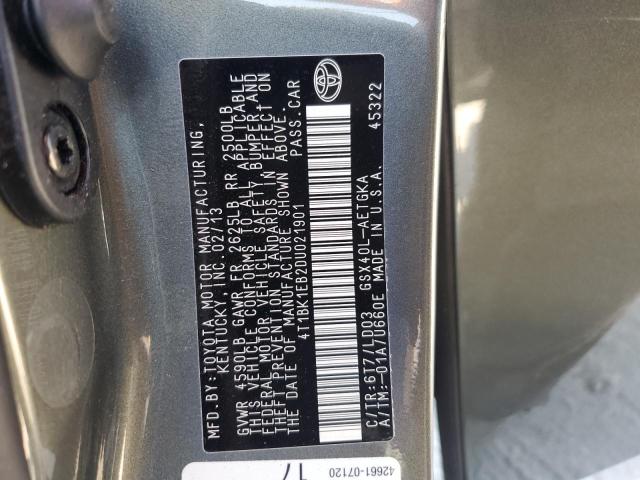 MFD.BY:TOYOTA MOTOR MANUFACTURING,
KENTUCKY, INC. 02/13
GVWR 4590LB GAWR FR 2625LB RR 2500LB
THIS VEHICLE CONFORMS TO ALL APPLICABLE
FEDERAL MOTOR VEHICLE SAFETY, BUMPER AND
THEFT PREVENTION STANDARDS IN EFFECT ON
THE DATE OF MANUFACTURE SHOWN ABOVE.
4T1BK1EB2DU021901 PASS.CAR
C/TR:6T7/LD03 GSX40L-AETGKA
A/TM:-01A/U660E MADE IN U.S.A. 45322
42661-07120
17